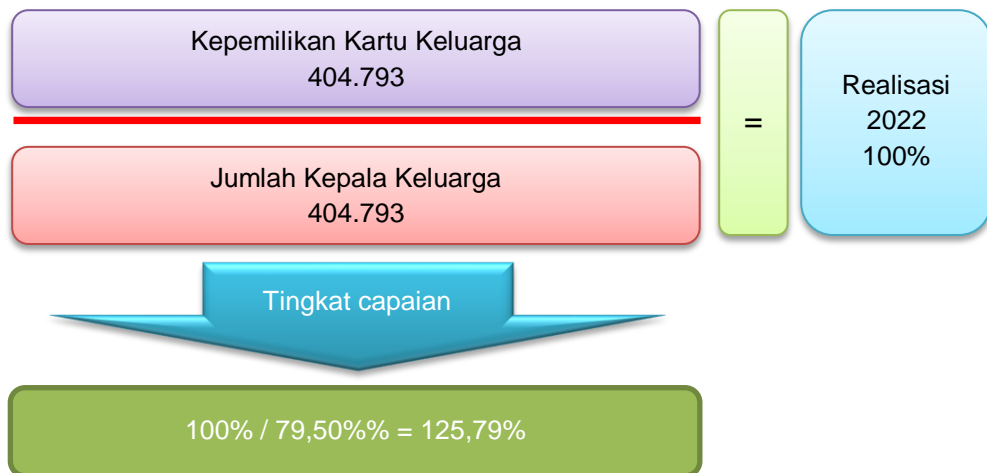 Kepemilikan Kartu Keluarga
404.793
=
Realisasi
2022
100%
Jumlah Kepala Keluarga
404.793
Tingkat capaian
100% / 79,50%% = 125,79%